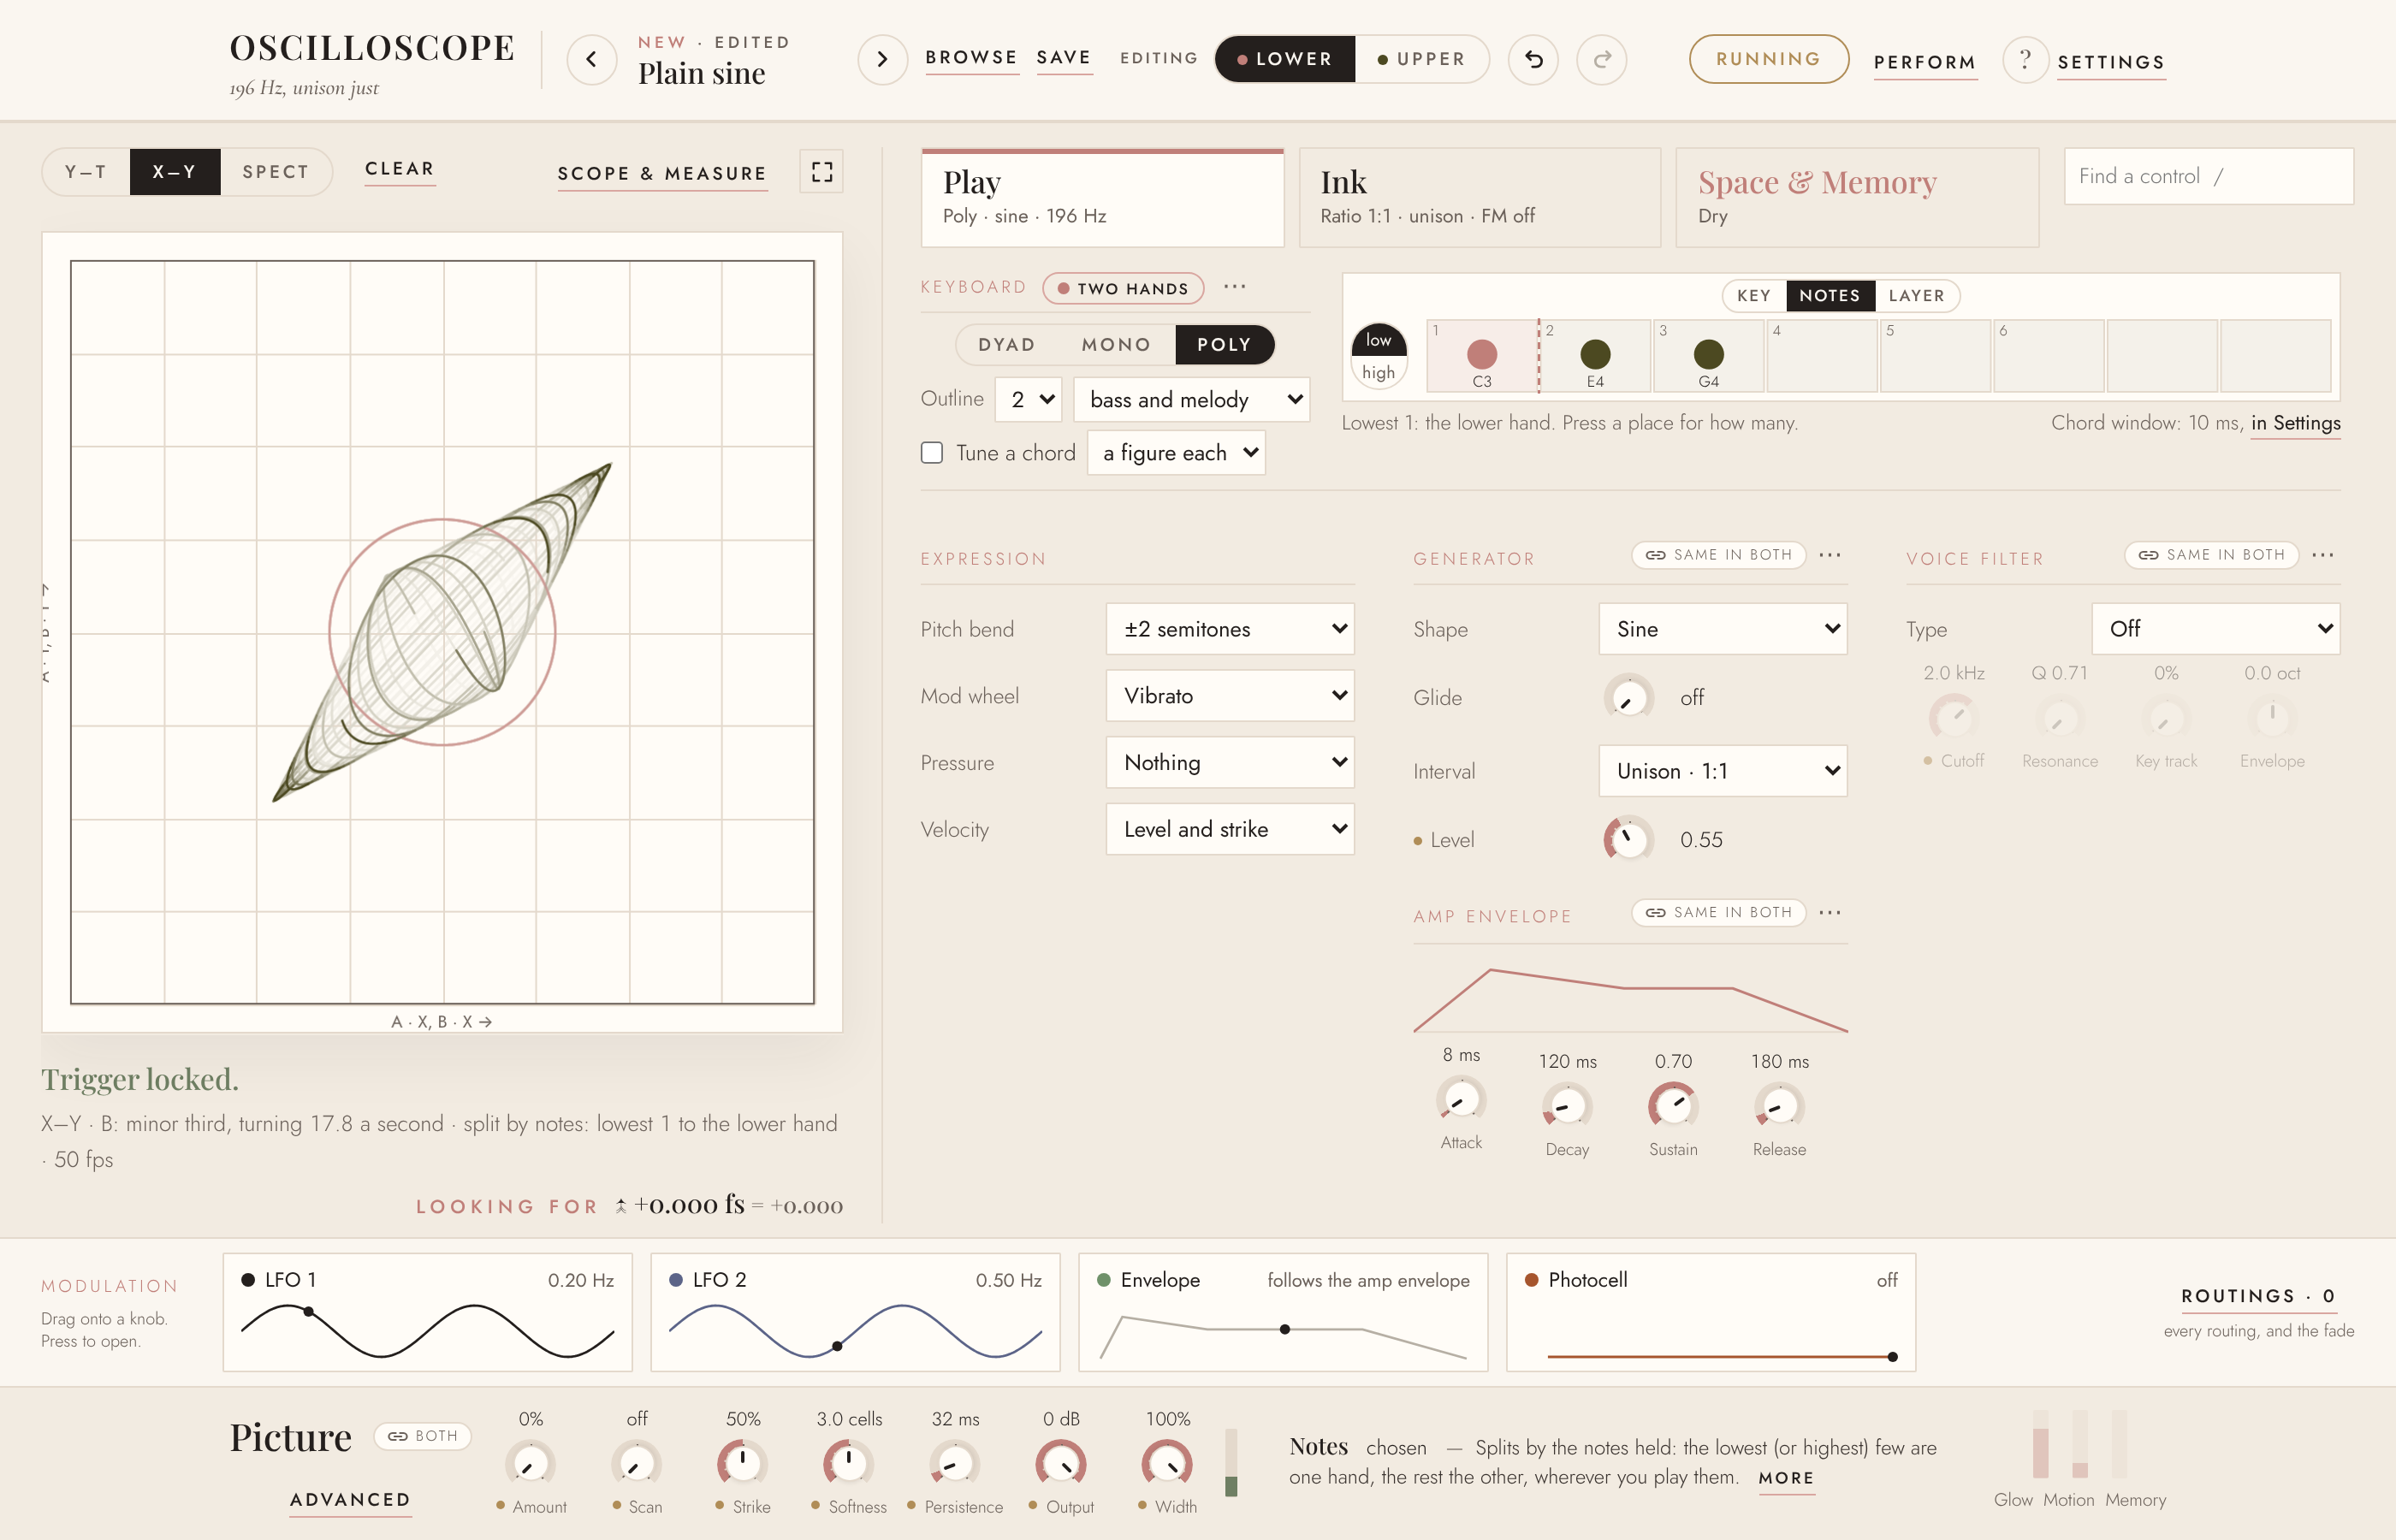 OSCILLOSCOPE
196 Hz, unison just
NEW · EDITED
Plain sine
BROWSE
SAVE
EDITING
LOWER
UPPER
RUNNING
PERFORM
?
SETTINGS
Y–T
X–Y
SPECT
CLEAR
SCOPE & MEASURE
Play
Poly · sine · 196 Hz
Ink
Ratio 1:1 · unison · FM off
Space & Memory
Dry
Find a control /
KEYBOARD
TWO HANDS
···
DYAD
MONO
POLY
Outline
2
bass and melody
Tune a chord
a figure each
KEY
NOTES
LAYER
low
high
1
2
3
4
5
6
C3
E4
G4
Lowest 1: the lower hand. Press a place for how many.
Chord window: 10 ms, in Settings
A · X, B · X →
EXPRESSION
Pitch bend
±2 semitones
Mod wheel
Vibrato
Pressure
Nothing
Velocity
Level and strike
GENERATOR
SAME IN BOTH
···
Shape
Sine
Glide
off
Interval
Unison · 1:1
Level
0.55
AMP ENVELOPE
SAME IN BOTH
···
8 ms
120 ms
0.70
180 ms
Attack
Decay
Sustain
Release
VOICE FILTER
SAME IN BOTH
···
Type
Off
2.0 kHz
Q 0.71
0%
0.0 oct
Cutoff
Resonance
Key track
Envelope
Trigger locked.
X–Y · B: minor third, turning 17.8 a second · split by notes: lowest 1 to the lower hand
· 50 fps
LOOKING FOR
+0.000 fs = +0.000
MODULATION
Drag onto a knob.
Press to open.
LFO 1
0.20 Hz
LFO 2
0.50 Hz
Envelope
follows the amp envelope
Photocell
off
ROUTINGS · 0
every routing, and the fade
Picture
BOTH
ADVANCED
0%
off
50%
3.0 cells
32 ms
0 dB
100%
Amount
Scan
Strike
Softness
Persistence
Output
Width
Notes chosen — Splits by the notes held: the lowest (or highest) few are
one hand, the rest the other, wherever you play them. MORE
Glow
Motion
Memory